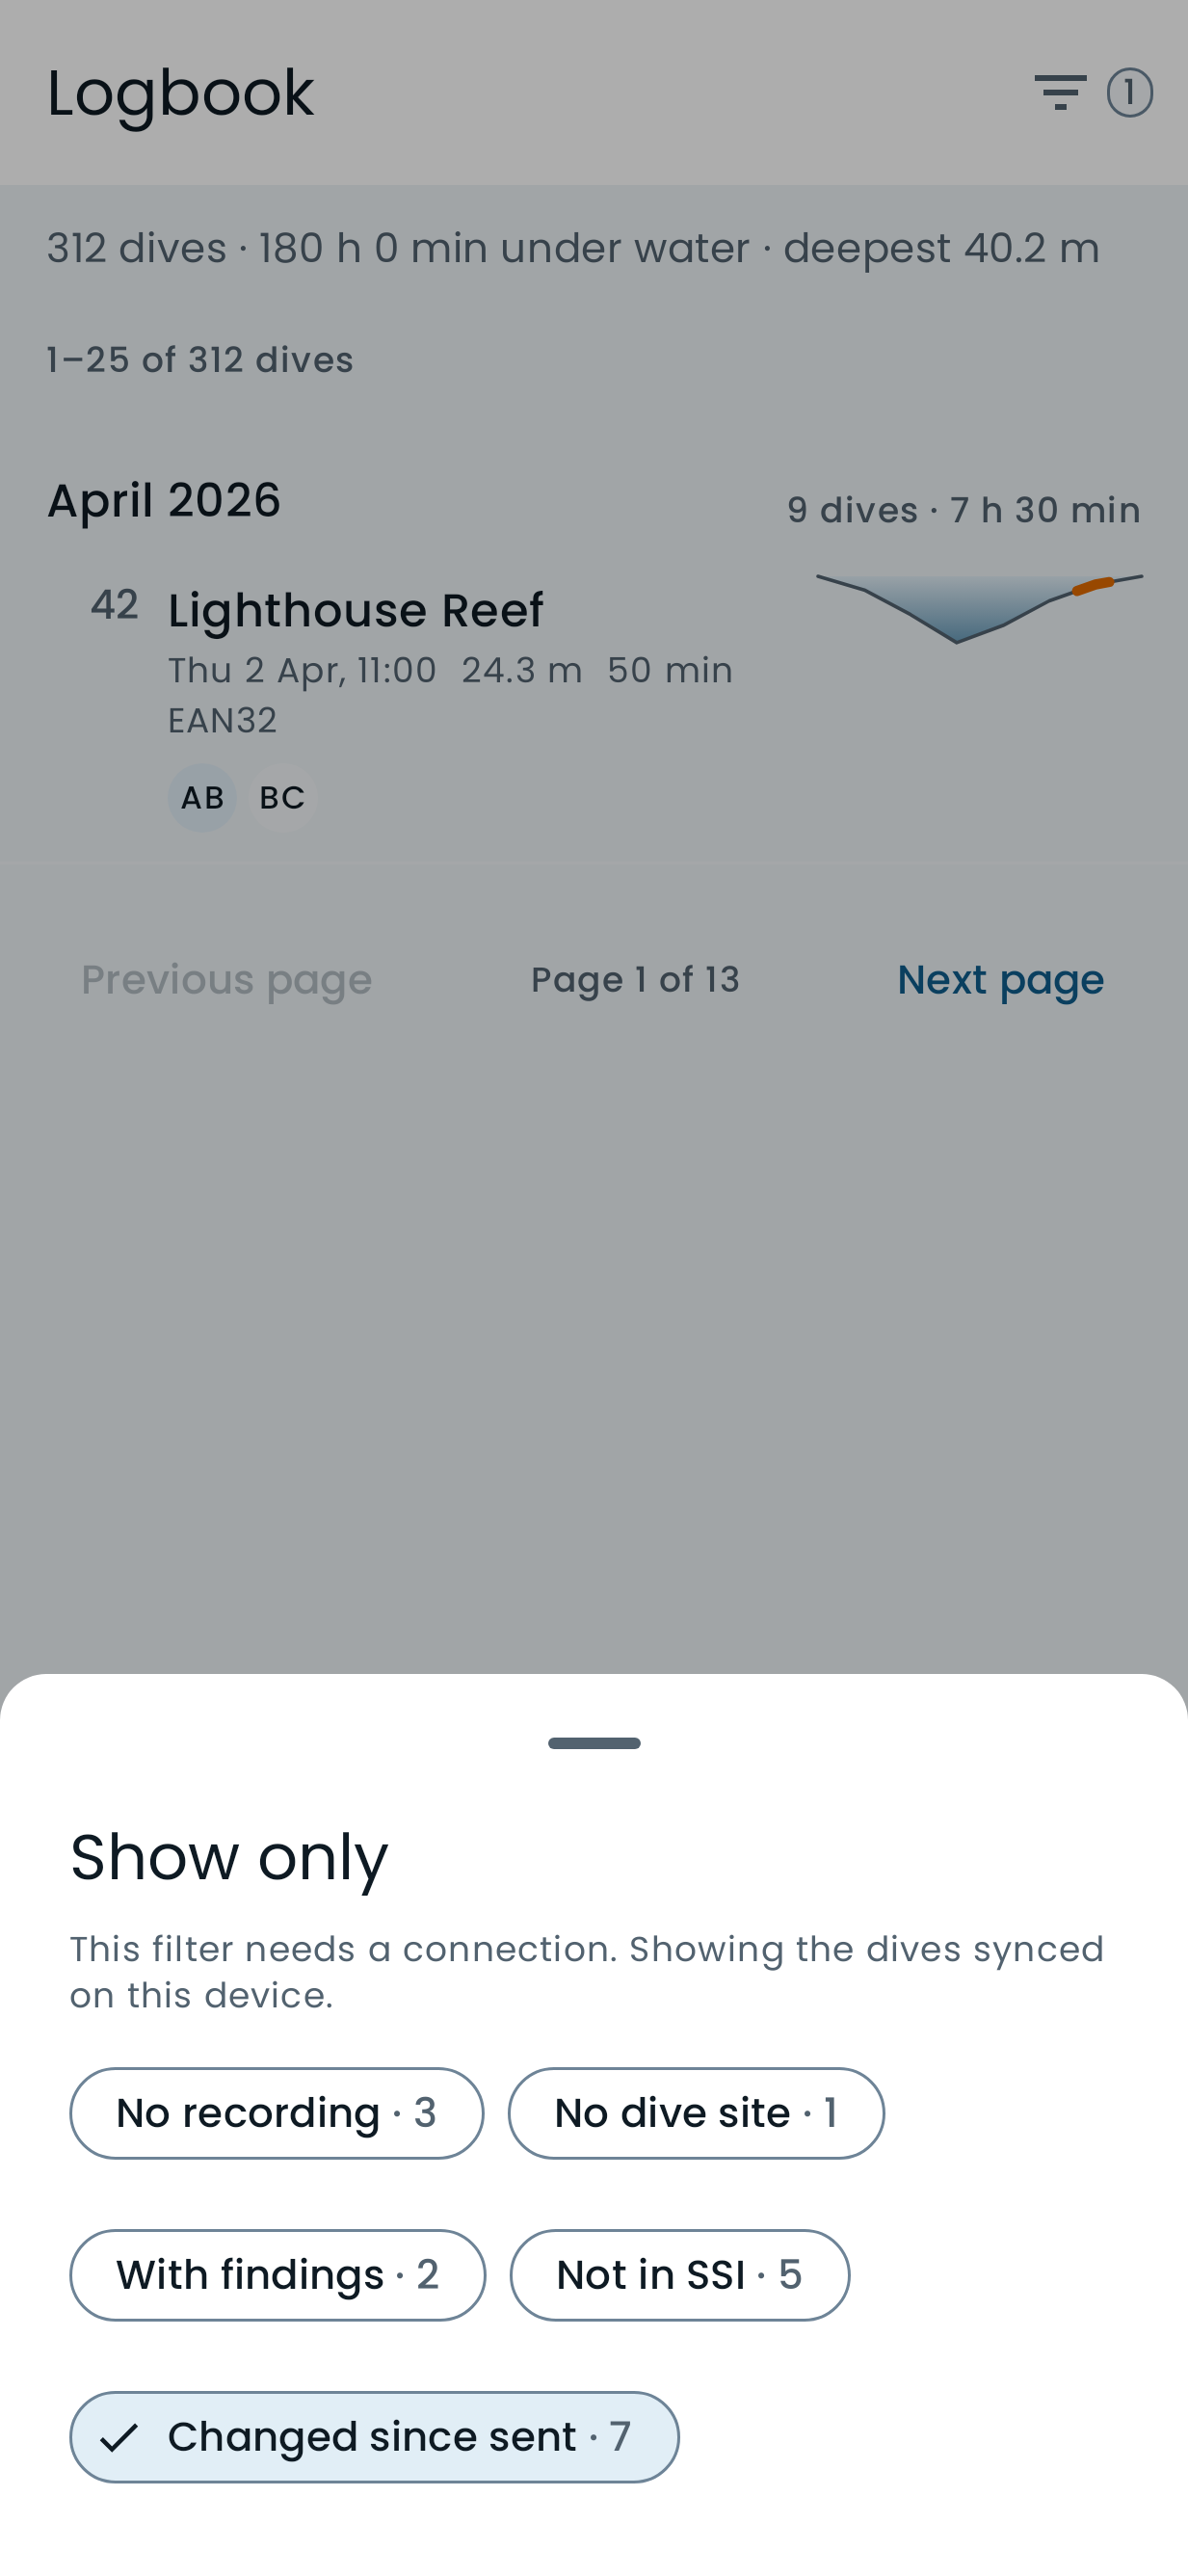 Logbook
1
312 dives · 180 h 0 min under water · deepest 40.2 m
1–25 of 312 dives
April 2026
9 dives · 7 h 30 min
42
Lighthouse Reef
Thu 2 Apr, 11:00 24.3 m 50 min
EAN32
AB BC
Previous page
Page 1 of 13
Next page
Show only
This filter needs a connection. Showing the dives synced
on this device.
No recording · 3
No dive site · 1
With findings · 2
Not in SSI · 5
Changed since sent · 7